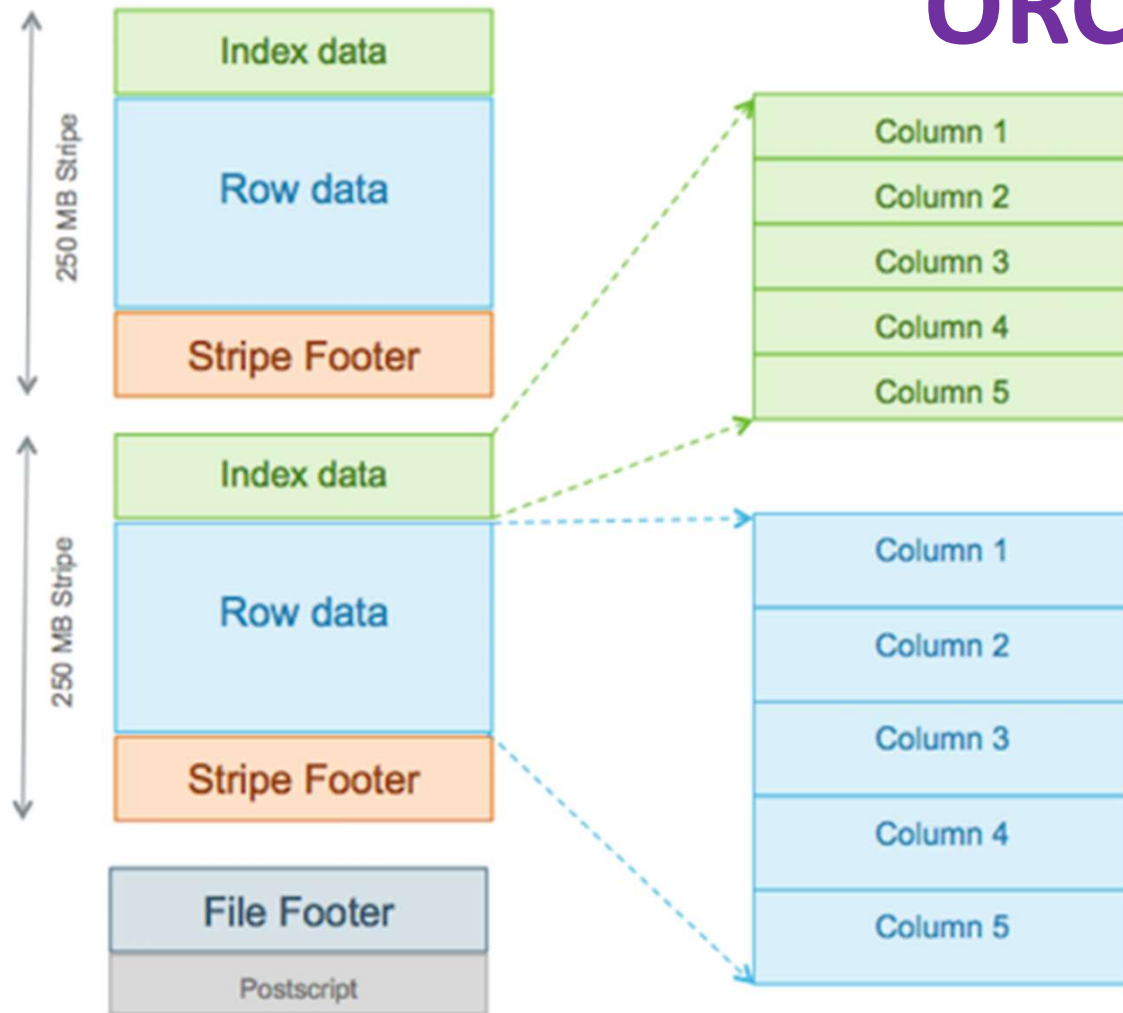 ORC
250 MB Stripe
Index data
Row data
Stripe Footer
Column 1
Column 2
Column 3
Column 4
Column 5
250 MB Stripe
Index data
Row data
Stripe Footer
Column 1
Column 2
Column 3
Column 4
Column 5
File Footer
Postscript